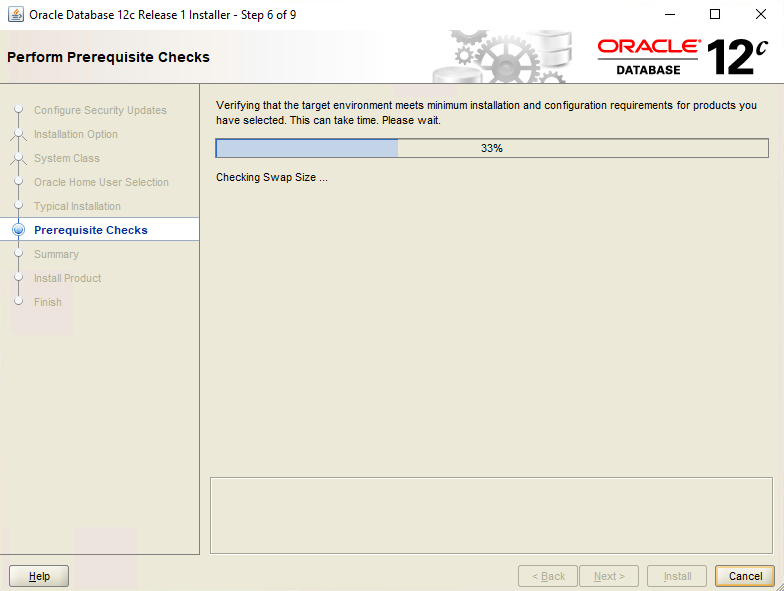 Oracle Database 12c Release 1 Installer - Step 6 of 9
Perform Prerequisite Checks
ORACLE®
DATABASE
12c
Configure Security Updates
Installation Option
System Class
Oracle Home User Selection
Typical Installation
Prerequisite Checks
Summary
Install Product
Finish
Verifying that the target environment meets minimum installation and configuration requirements for products you
have selected. This can take time. Please wait.
33%
Checking Swap Size ...
Help
< Back
Next >
Install
Cancel